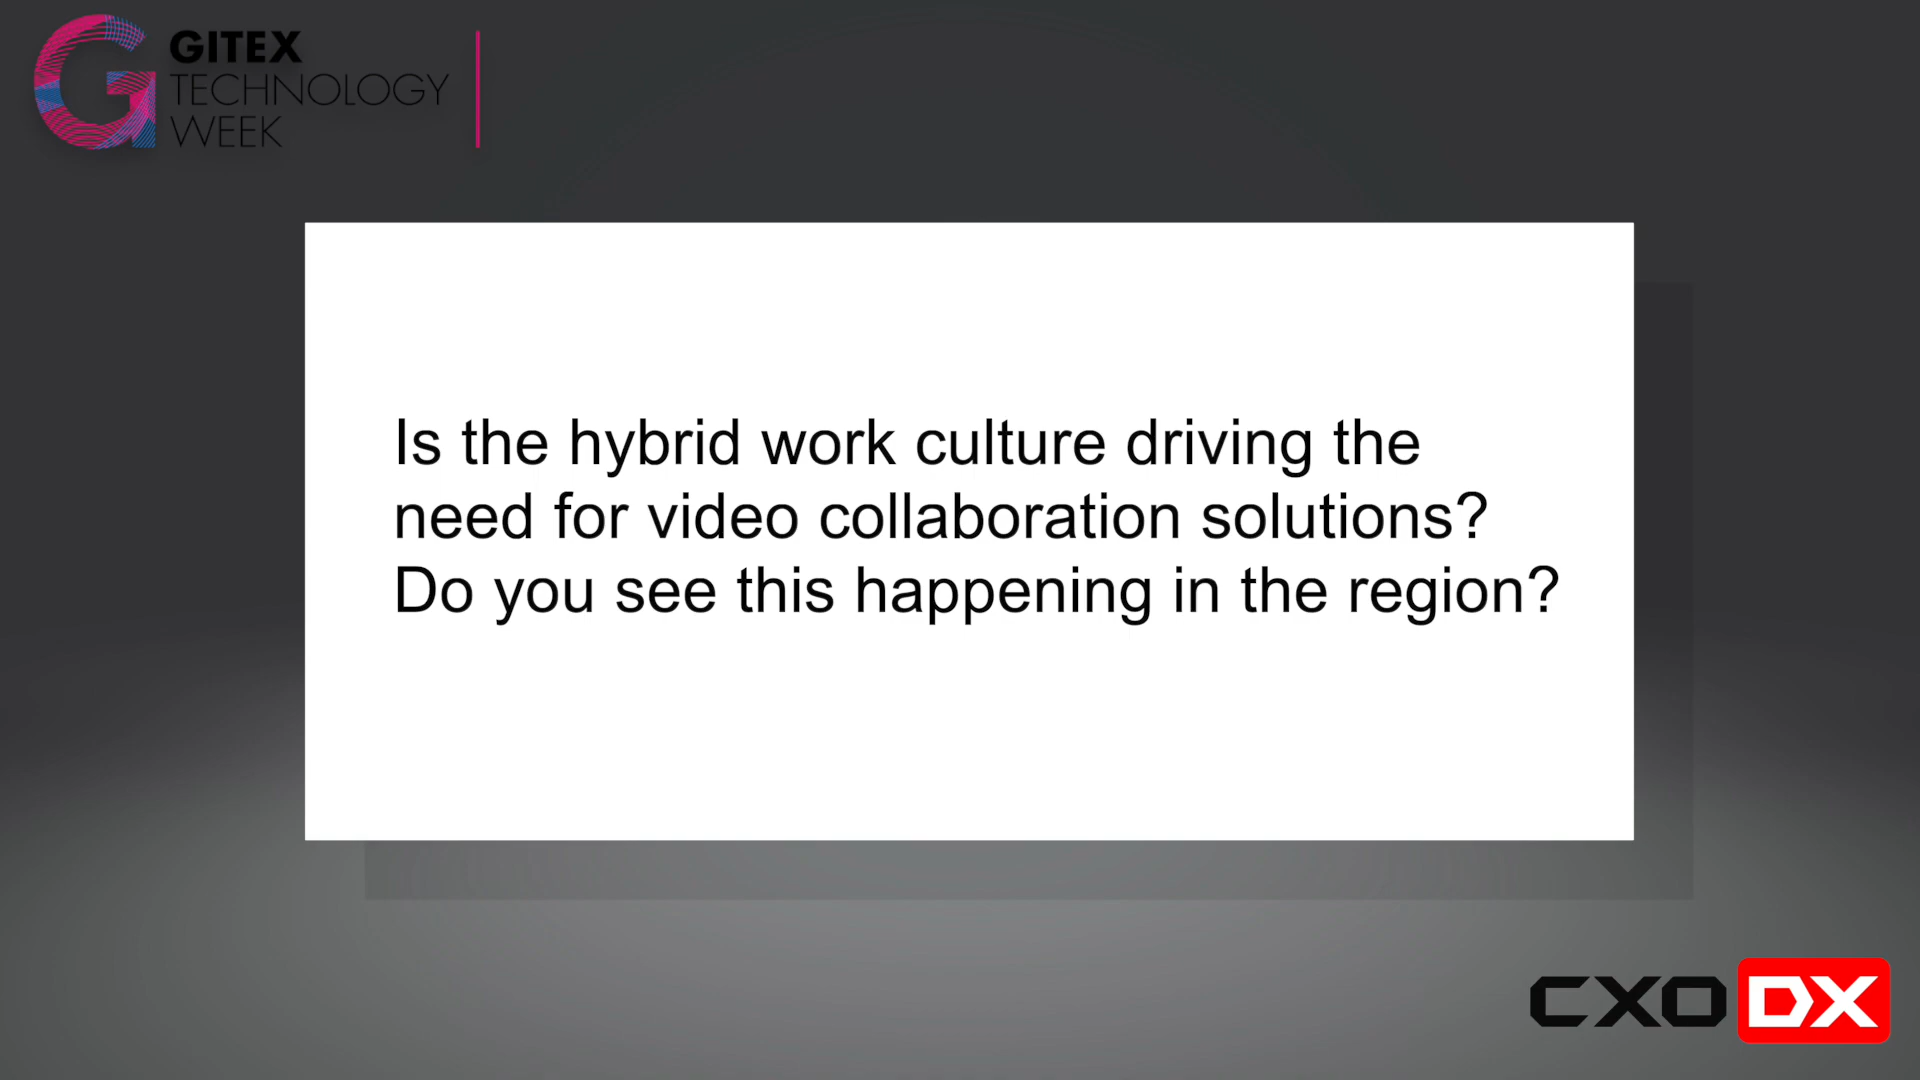 GITEX
TECHNOLOGY
WEEK
Is the hybrid work culture driving the
need for video collaboration solutions?
Do you see this happening in the region?
CXO DX